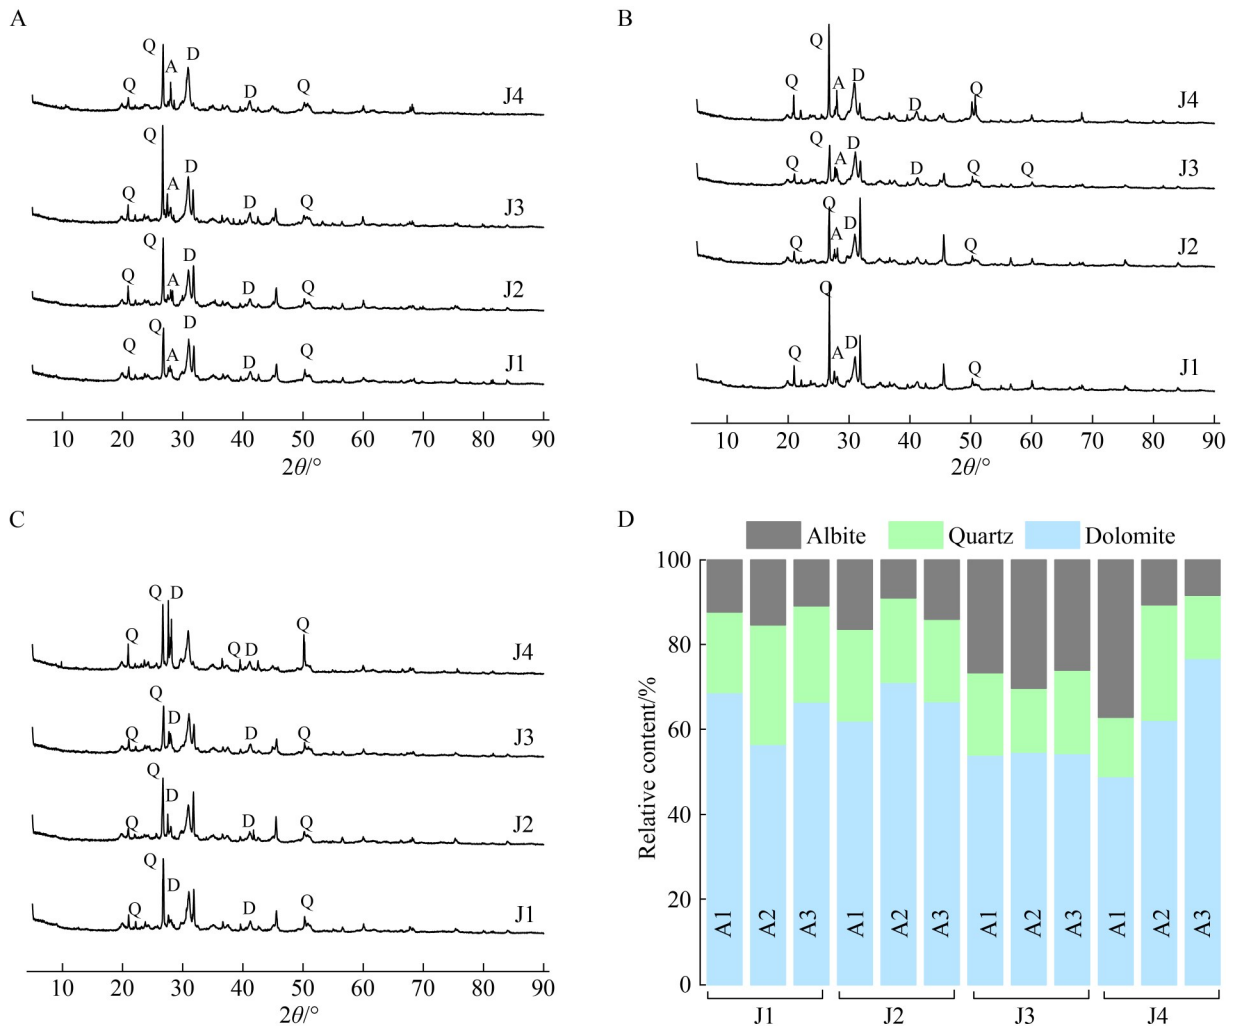 A
Q
D
A
Q
D
Q
J4
Q
D
A
Q
D
Q
J3
Q
D
Q
A
D
Q
J2
Q
D
Q
A
D
Q
J1
10 20 30 40 50 60 70 80 90
2θ/°
B
Q
D
Q
A
D
Q
J4
Q
D
Q
A
D
Q
Q
J3
Q
D
Q
A
Q
J2
Q
D
Q
A
Q
J1
10 20 30 40 50 60 70 80 90
2θ/°
C
Q D
Q
Q D
Q
J4
Q
D
Q
D
Q
J3
Q
D
Q
D
Q
J2
Q
D
Q
D
Q
J1
10 20 30 40 50 60 70 80 90
2θ/°
D
Albite Quartz Dolomite
Relative content/%
100
80
60
40
20
0
A1 A2 A3 A1 A2 A3 A1 A2 A3 A1 A2 A3
J1 J2 J3 J4